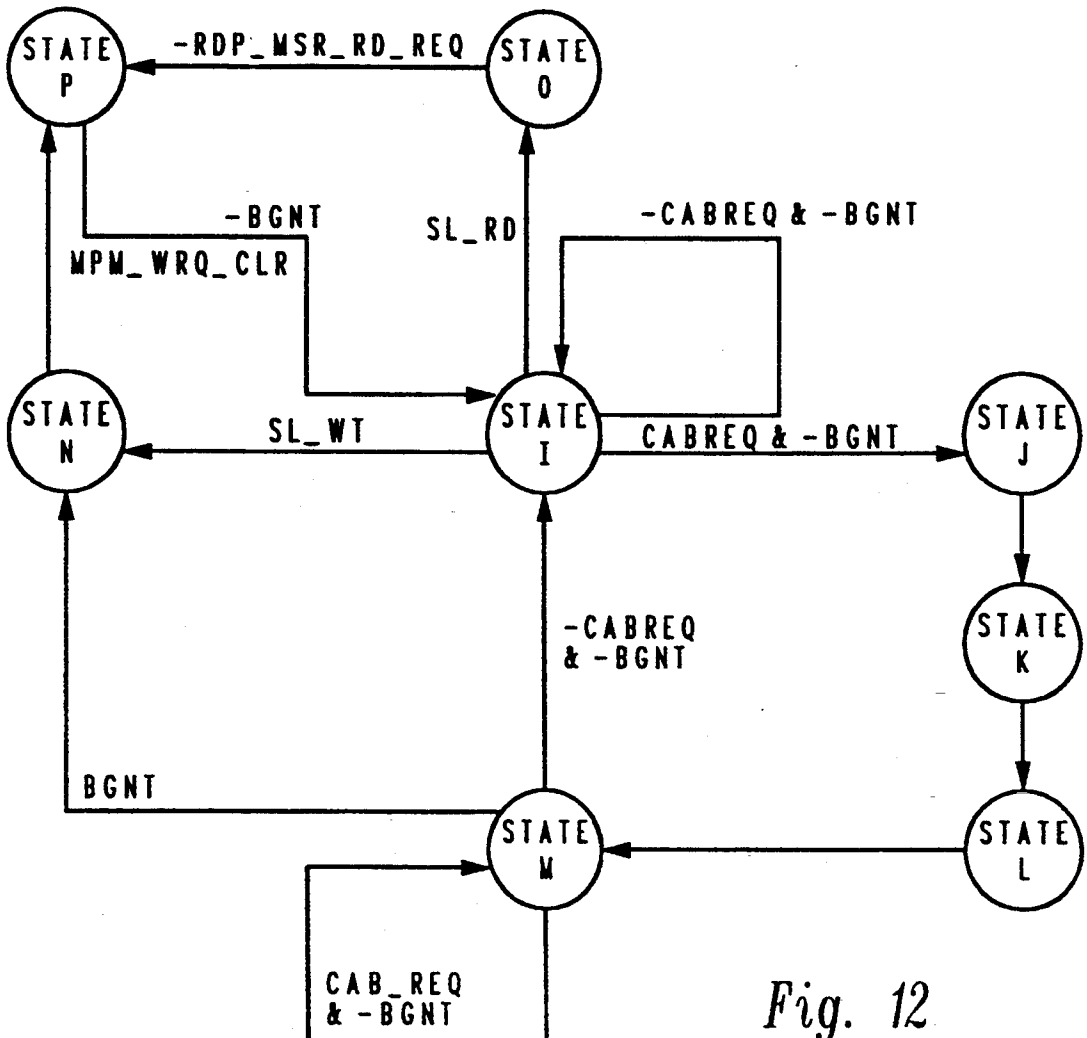 STATE
P
-RDP_MSR_RD_REQ
STATE
O
-BGNT
MPM_WRQ_CLR
SL_RD
-CABREQ & -BGNT
STATE
N
SL_WT
STATE
I
CABREQ & -BGNT
STATE
J
-CABREQ
& -BGNT
STATE
K
BGNT
STATE
M
STATE
L
CAB_REQ
& -BGNT
Fig. 12